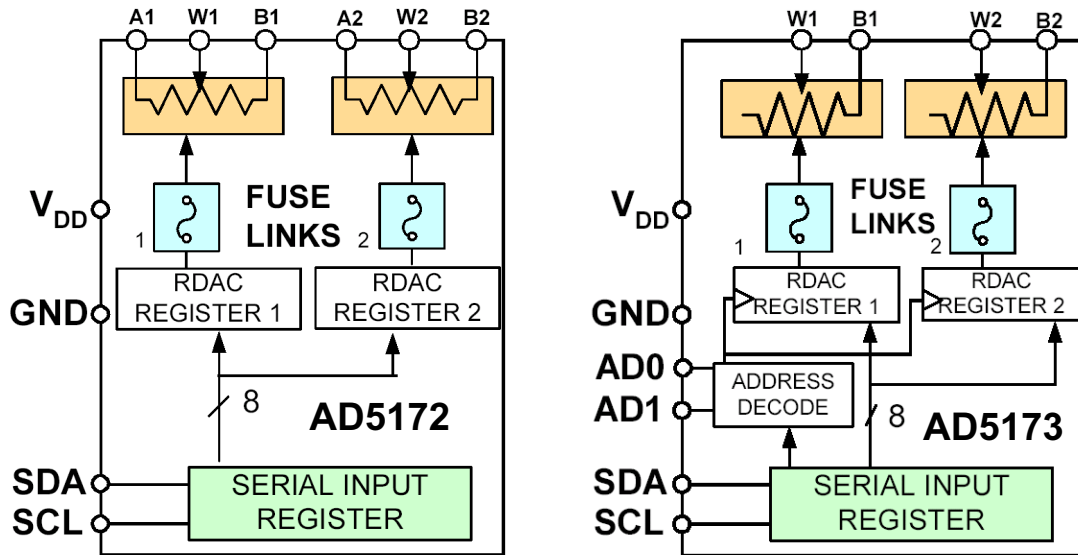 A1 W1 B1 A2 W2 B2
V DD
GND
SDA
SCL
1
FUSE
LINKS
2
RDAC
REGISTER 1
RDAC
REGISTER 2
8
AD5172
SERIAL INPUT
REGISTER
W1 B1 W2 B2
V DD
GND
AD0
AD1
SDA
SCL
1
FUSE
LINKS
2
RDAC
REGISTER 1
RDAC
REGISTER 2
ADDRESS
DECODE
8
AD5173
SERIAL INPUT
REGISTER